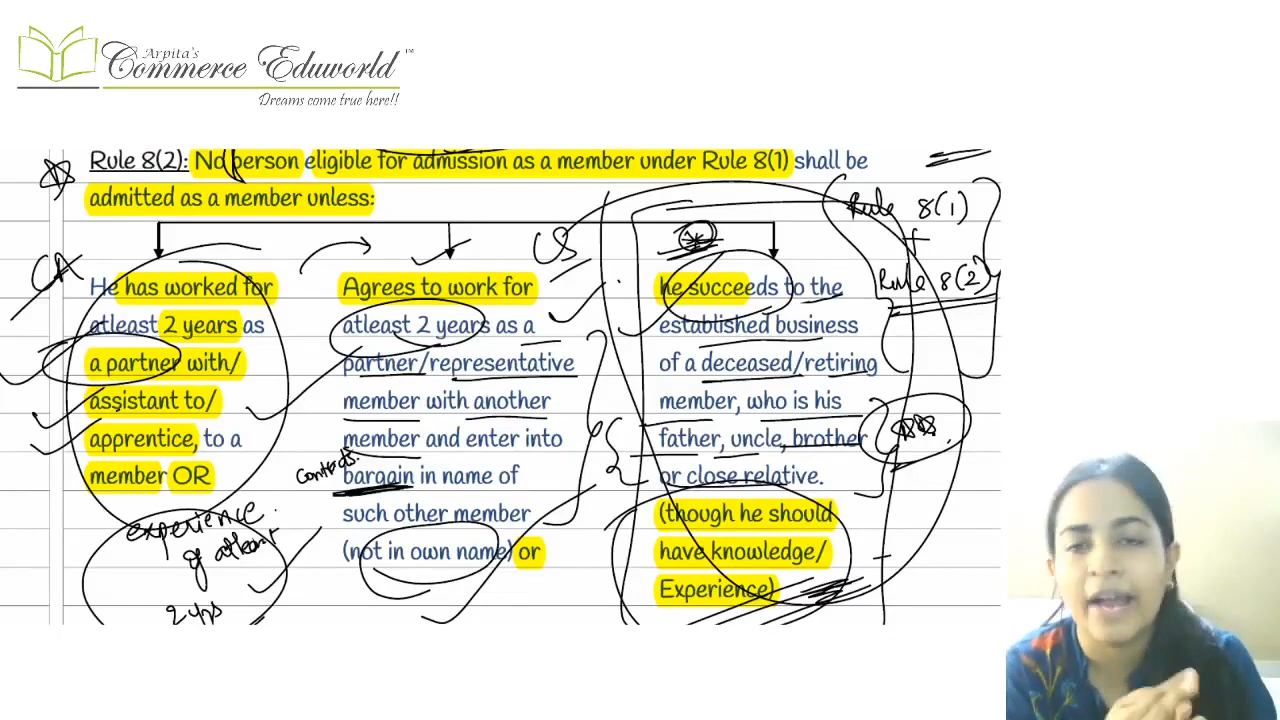 Arpita's
Commerce Eduworld™
Dreams come true here!!
Rule 8(2): No person eligible for admission as a member under Rule 8(1) shall be
admitted as a member unless:
Rule 8(1)
+
Rule 8(2)
CA
CS
He has worked for
atleast 2 years as
a partner with/
assistant to/
apprentice, to a
member OR
experience
of atleast
2 yrs
Agrees to work for
atleast 2 years as a
partner/representative
member with another
member and enter into
bargain in name of
such other member
(not in own name) or
he succeeds to the
established business
of a deceased/retiring
member, who is his
father, uncle, brother
or close relative.
(though he should
have knowledge/
Experience)